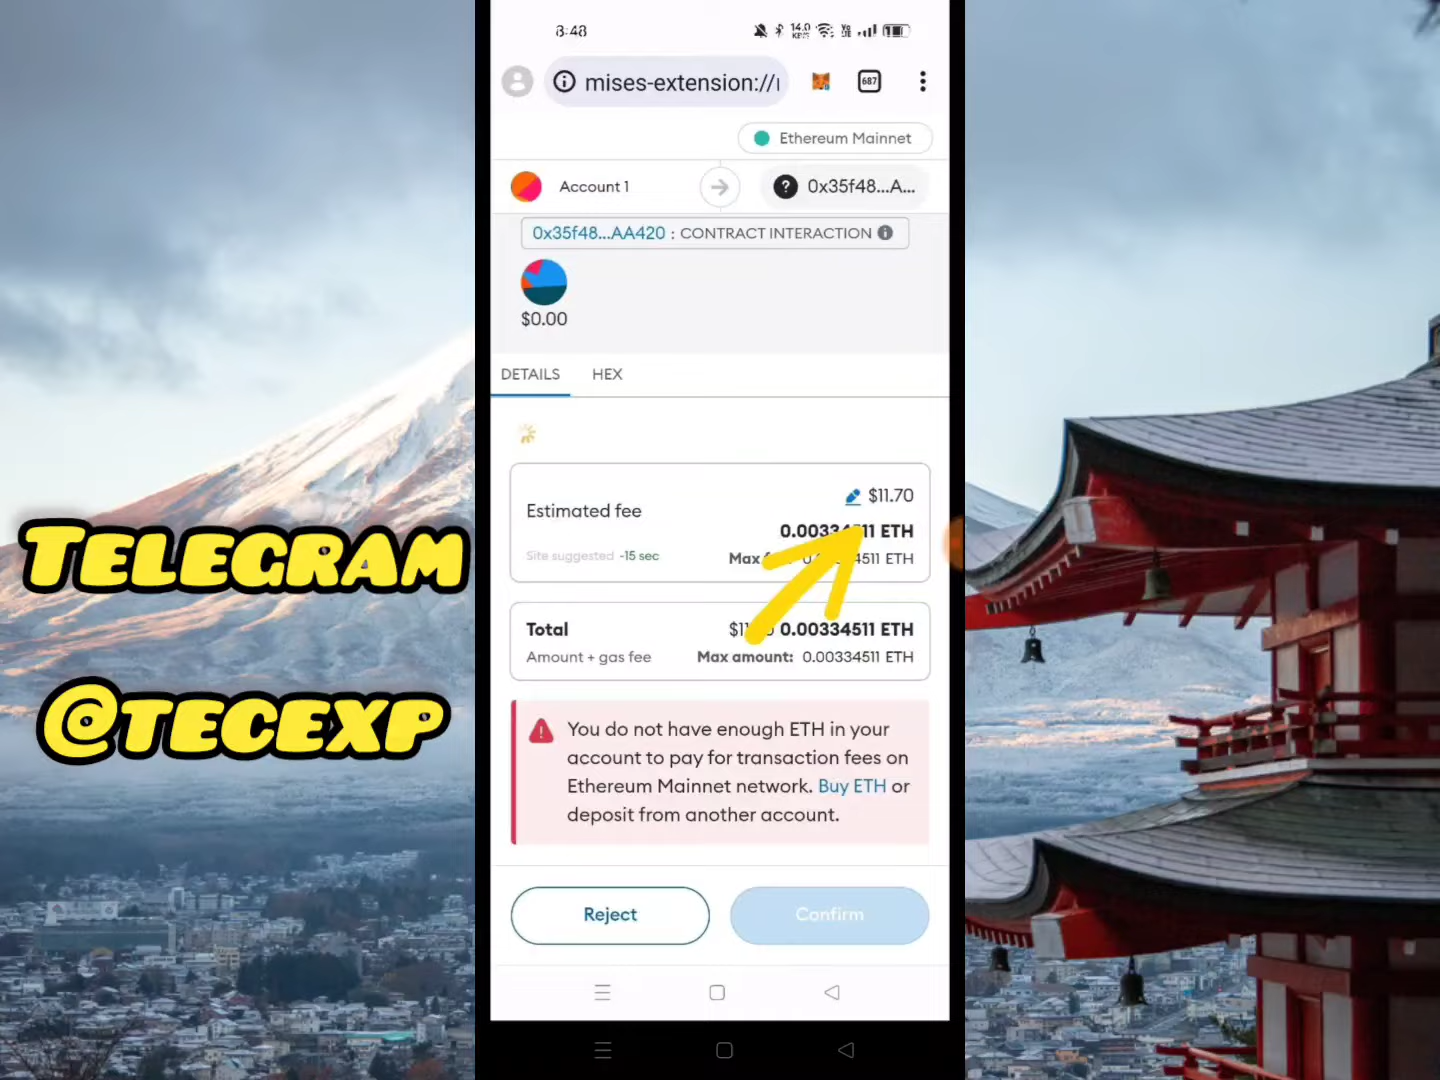 8:48
14.0
687
mises-extension://
Ethereum Mainnet
Account 1
0x35f48...A...
0x35f48...AA420 : CONTRACT INTERACTION
$0.00
DETAILS HEX
$11.70
Estimated fee
ETH
Site suggested ~15 sec
Max ETH
Total 0.00334511 ETH
Amount + gas fee Max amount: 0.00334511 ETH
You do not have enough ETH in your
account to pay for transaction fees on
Ethereum Mainnet network. Buy ETH or
deposit from another account.
Reject Confirm
TELEGRAM
@TECEXP